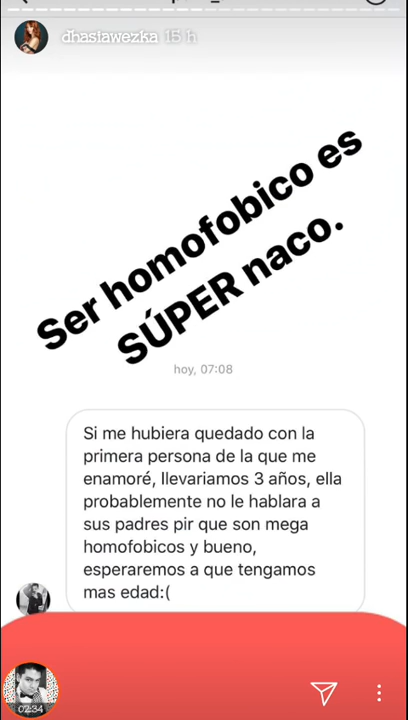 dhasiawezka 15 h
Ser homofobico es
SÚPER naco.
hoy, 07:08
Si me hubiera quedado con la
primera persona de la que me
enamoré, llevariamos 3 años, ella
probablemente no le hablara a
sus padres pir que son mega
homofobicos y bueno,
esperaremos a que tengamos
mas edad:(
02:34